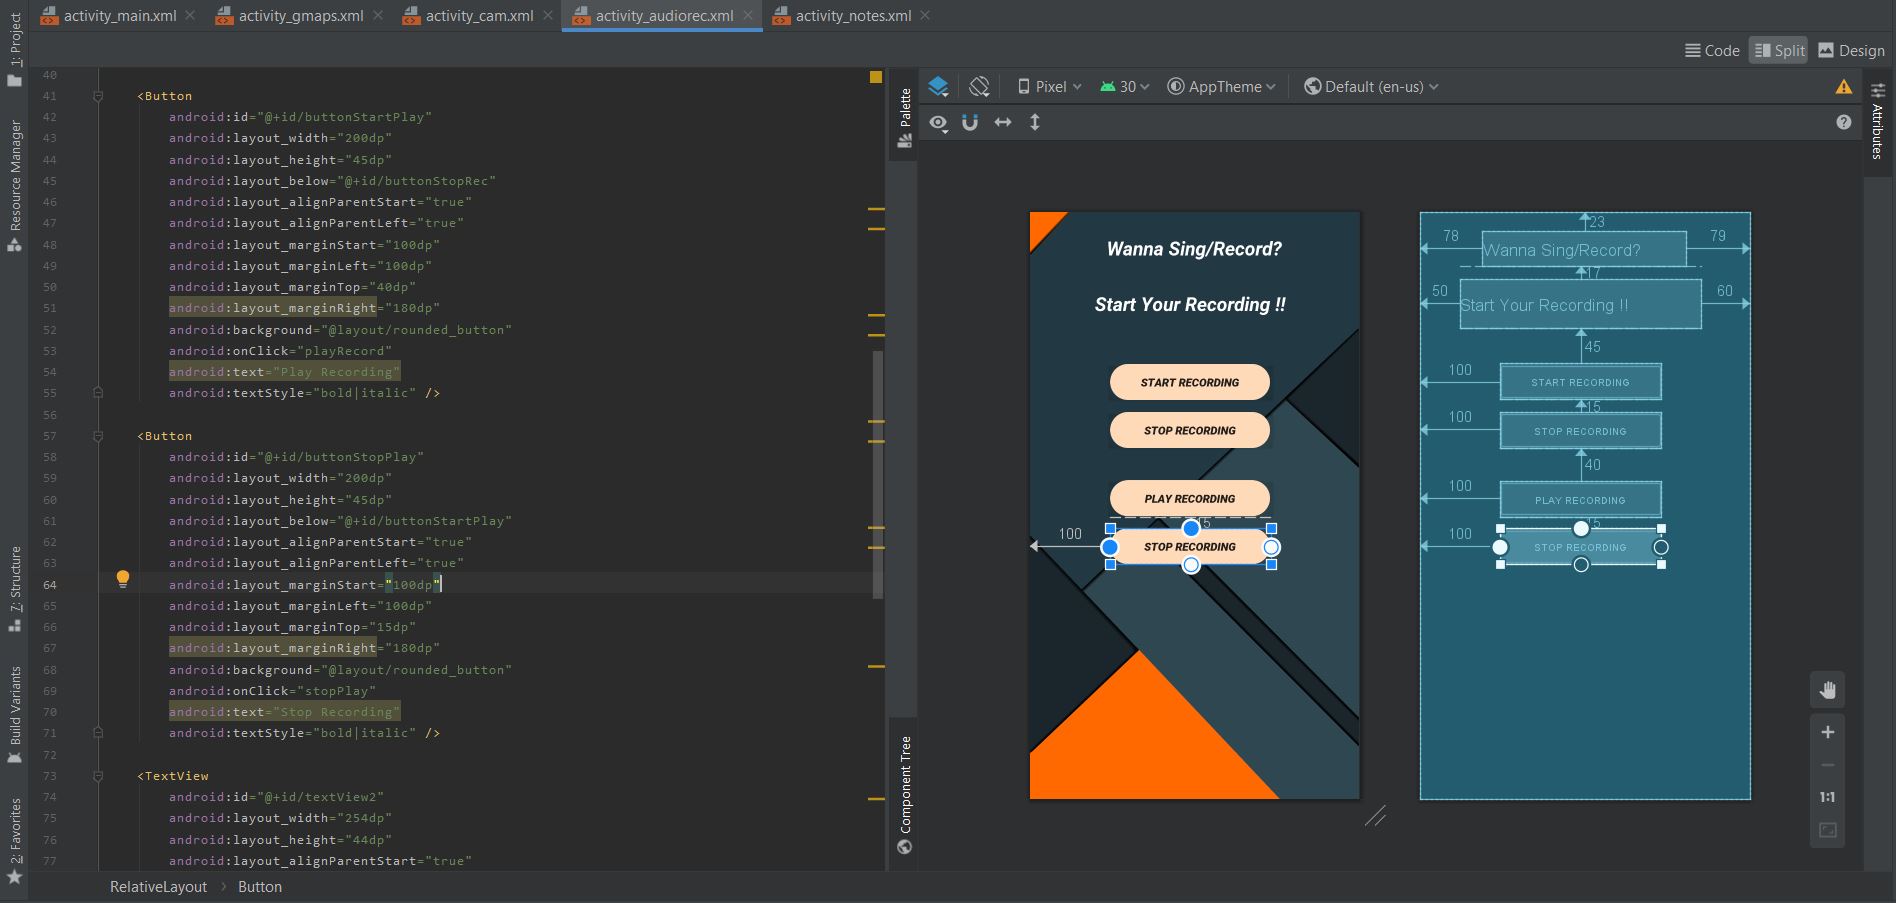 activity_main.xml
activity_gmaps.xml
activity_cam.xml
activity_audiorec.xml
activity_notes.xml
Code
Split
Design
1: Project
Resource Manager
7: Structure
Build Variants
2: Favorites
40
41 <Button
42 android:id="@+id/buttonStartPlay"
43 android:layout_width="200dp"
44 android:layout_height="45dp"
45 android:layout_below="@+id/buttonStopRec"
46 android:layout_alignParentStart="true"
47 android:layout_alignParentLeft="true"
48 android:layout_marginStart="100dp"
49 android:layout_marginLeft="100dp"
50 android:layout_marginTop="40dp"
51 android:layout_marginRight="180dp"
52 android:background="@layout/rounded_button"
53 android:onClick="playRecord"
54 android:text="Play Recording"
55 android:textStyle="bold|italic" />
56
57 <Button
58 android:id="@+id/buttonStopPlay"
59 android:layout_width="200dp"
60 android:layout_height="45dp"
61 android:layout_below="@+id/buttonStartPlay"
62 android:layout_alignParentStart="true"
63 android:layout_alignParentLeft="true"
64 android:layout_marginStart="100dp"
65 android:layout_marginLeft="100dp"
66 android:layout_marginTop="15dp"
67 android:layout_marginRight="180dp"
68 android:background="@layout/rounded_button"
69 android:onClick="stopPlay"
70 android:text="Stop Recording"
71 android:textStyle="bold|italic" />
72
73 <TextView
74 android:id="@+id/textView2"
75 android:layout_width="254dp"
76 android:layout_height="44dp"
77 android:layout_alignParentStart="true"
RelativeLayout > Button
Palette
Component Tree
Pixel
30
AppTheme
Default (en-us)
?
Attributes
Wanna Sing/Record?
Start Your Recording !!
START RECORDING
STOP RECORDING
PLAY RECORDING
100
STOP RECORDING
23
78
Wanna Sing/Record?
79
17
50
Start Your Recording !!
60
45
100
START RECORDING
15
100
STOP RECORDING
40
100
PLAY RECORDING
100
STOP RECORDING
1:1